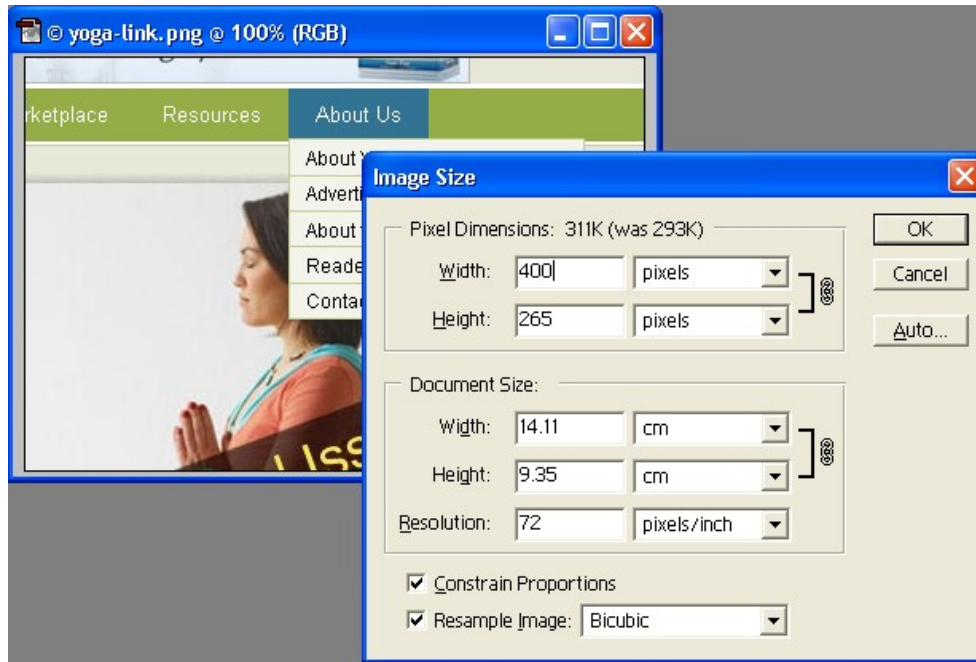 © yoga-link.png @ 100% (RGB)
rketplace Resources About Us
About
Adverti
About
Reade
Conta
Image Size
Pixel Dimensions: 311K (was 293K)
Width: 400 pixels
Height: 265 pixels
Document Size:
Width: 14.11 cm
Height: 9.35 cm
Resolution: 72 pixels/inch
Constrain Proportions
Resample Image: Bicubic
OK
Cancel
Auto...